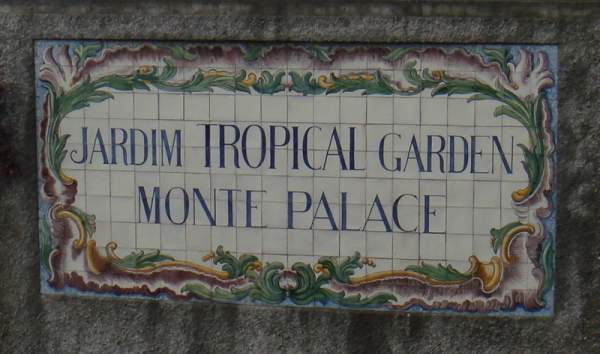 JARDIM TROPICAL GARDEN
MONTE PALACE